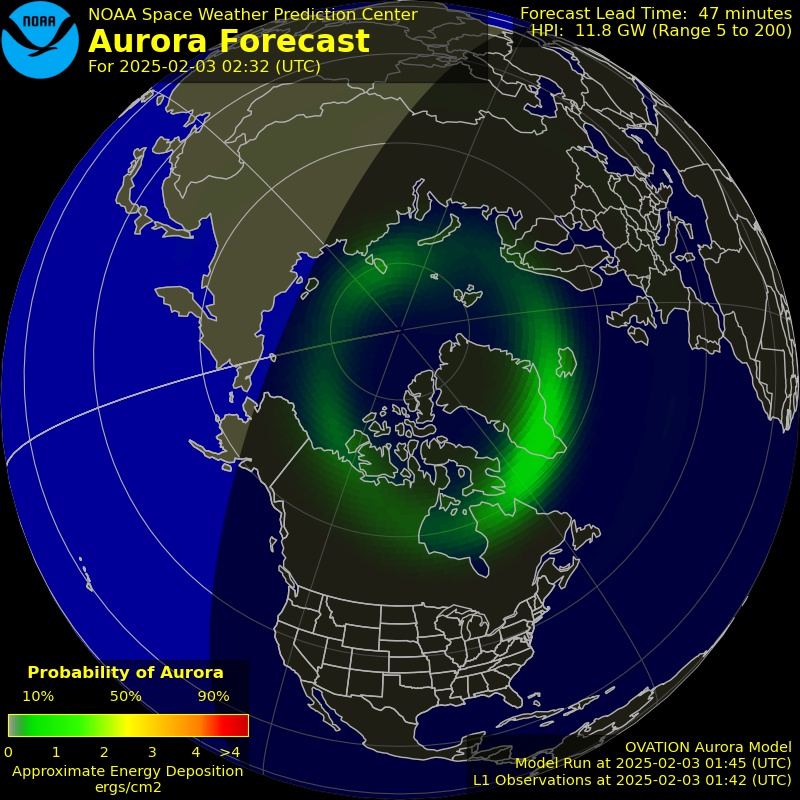 NOAA
NOAA Space Weather Prediction Center
Aurora Forecast
For 2025-02-03 02:32 (UTC)
Forecast Lead Time: 47 minutes
HPI: 11.8 GW (Range 5 to 200)
Probability of Aurora
10% 50% 90%
0 1 2 3 4 >4
Approximate Energy Deposition
ergs/cm2
OVATION Aurora Model
Model Run at 2025-02-03 01:45 (UTC)
L1 Observations at 2025-02-03 01:42 (UTC)